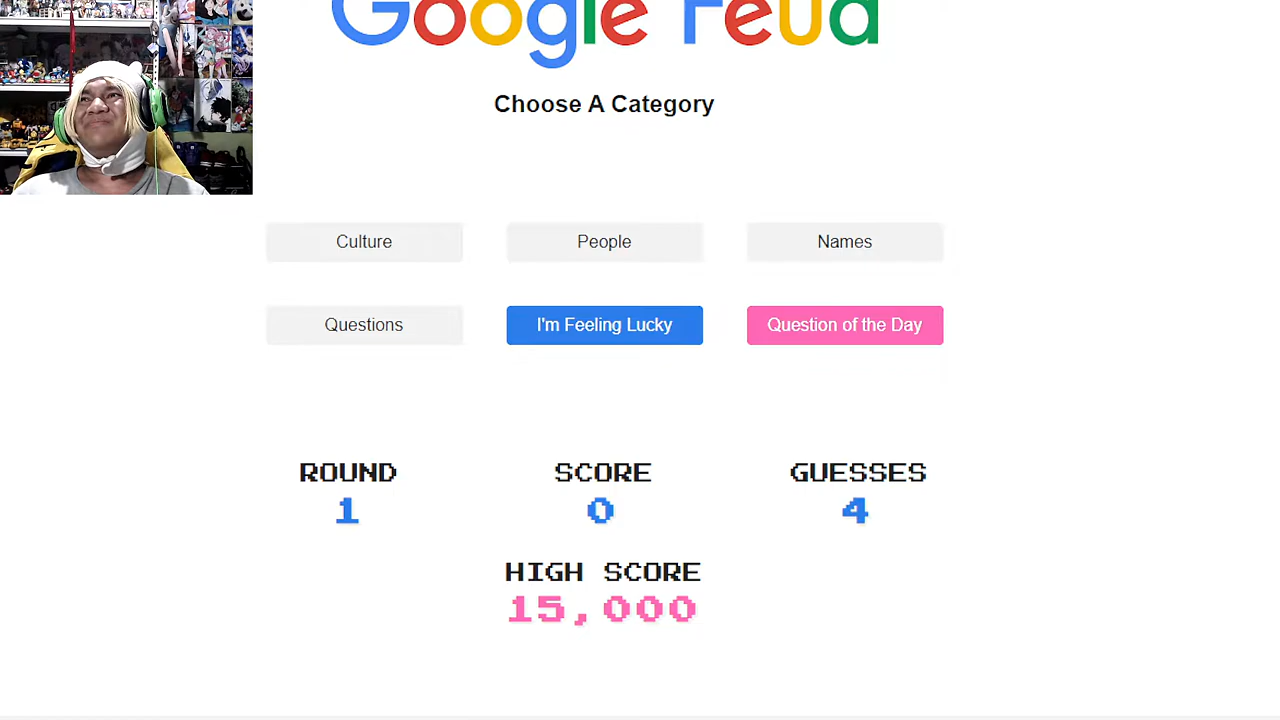 Google Feud
Choose A Category
Culture
People
Names
Questions
I'm Feeling Lucky
Question of the Day
ROUND
SCORE
GUESSES
1
0
4
HIGH SCORE
15,000